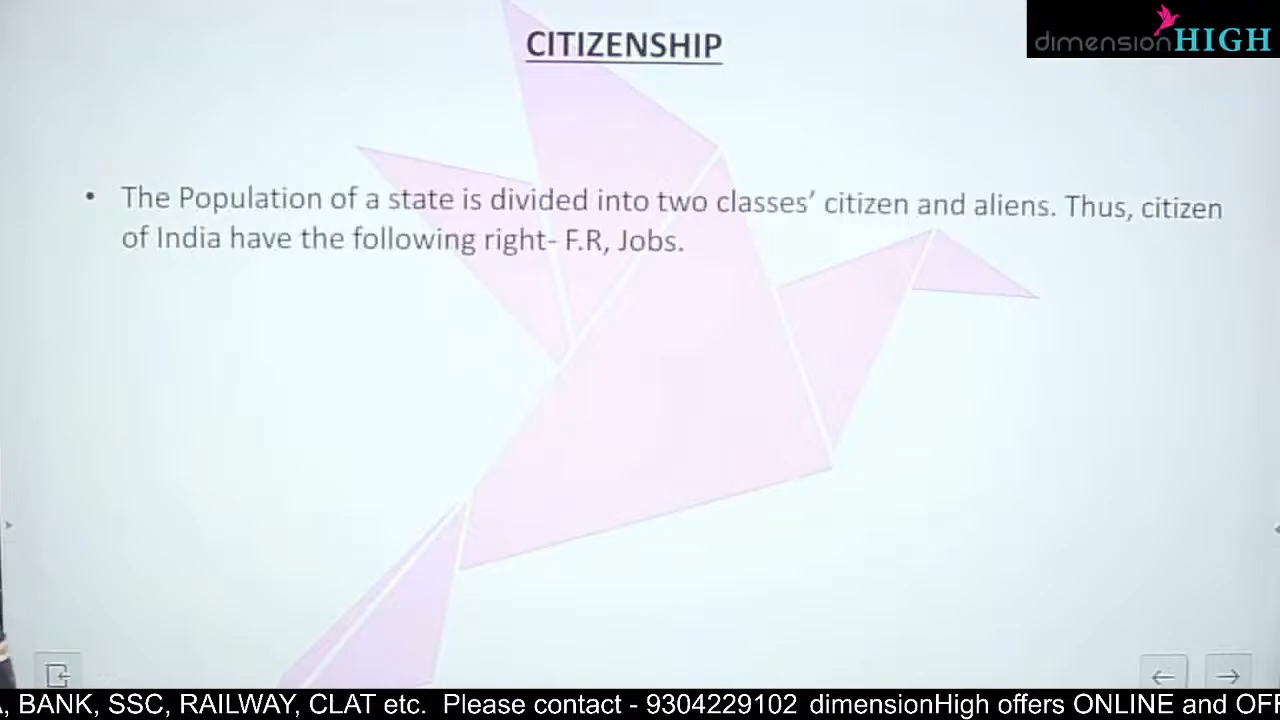 CITIZENSHIP
dimensionHIGH
• The Population of a state is divided into two classes’ citizen and aliens. Thus, citizen
of India have the following right- F.R, Jobs.
, BANK, SSC, RAILWAY, CLAT etc. Please contact - 9304229102 dimensionHigh offers ONLINE and OF